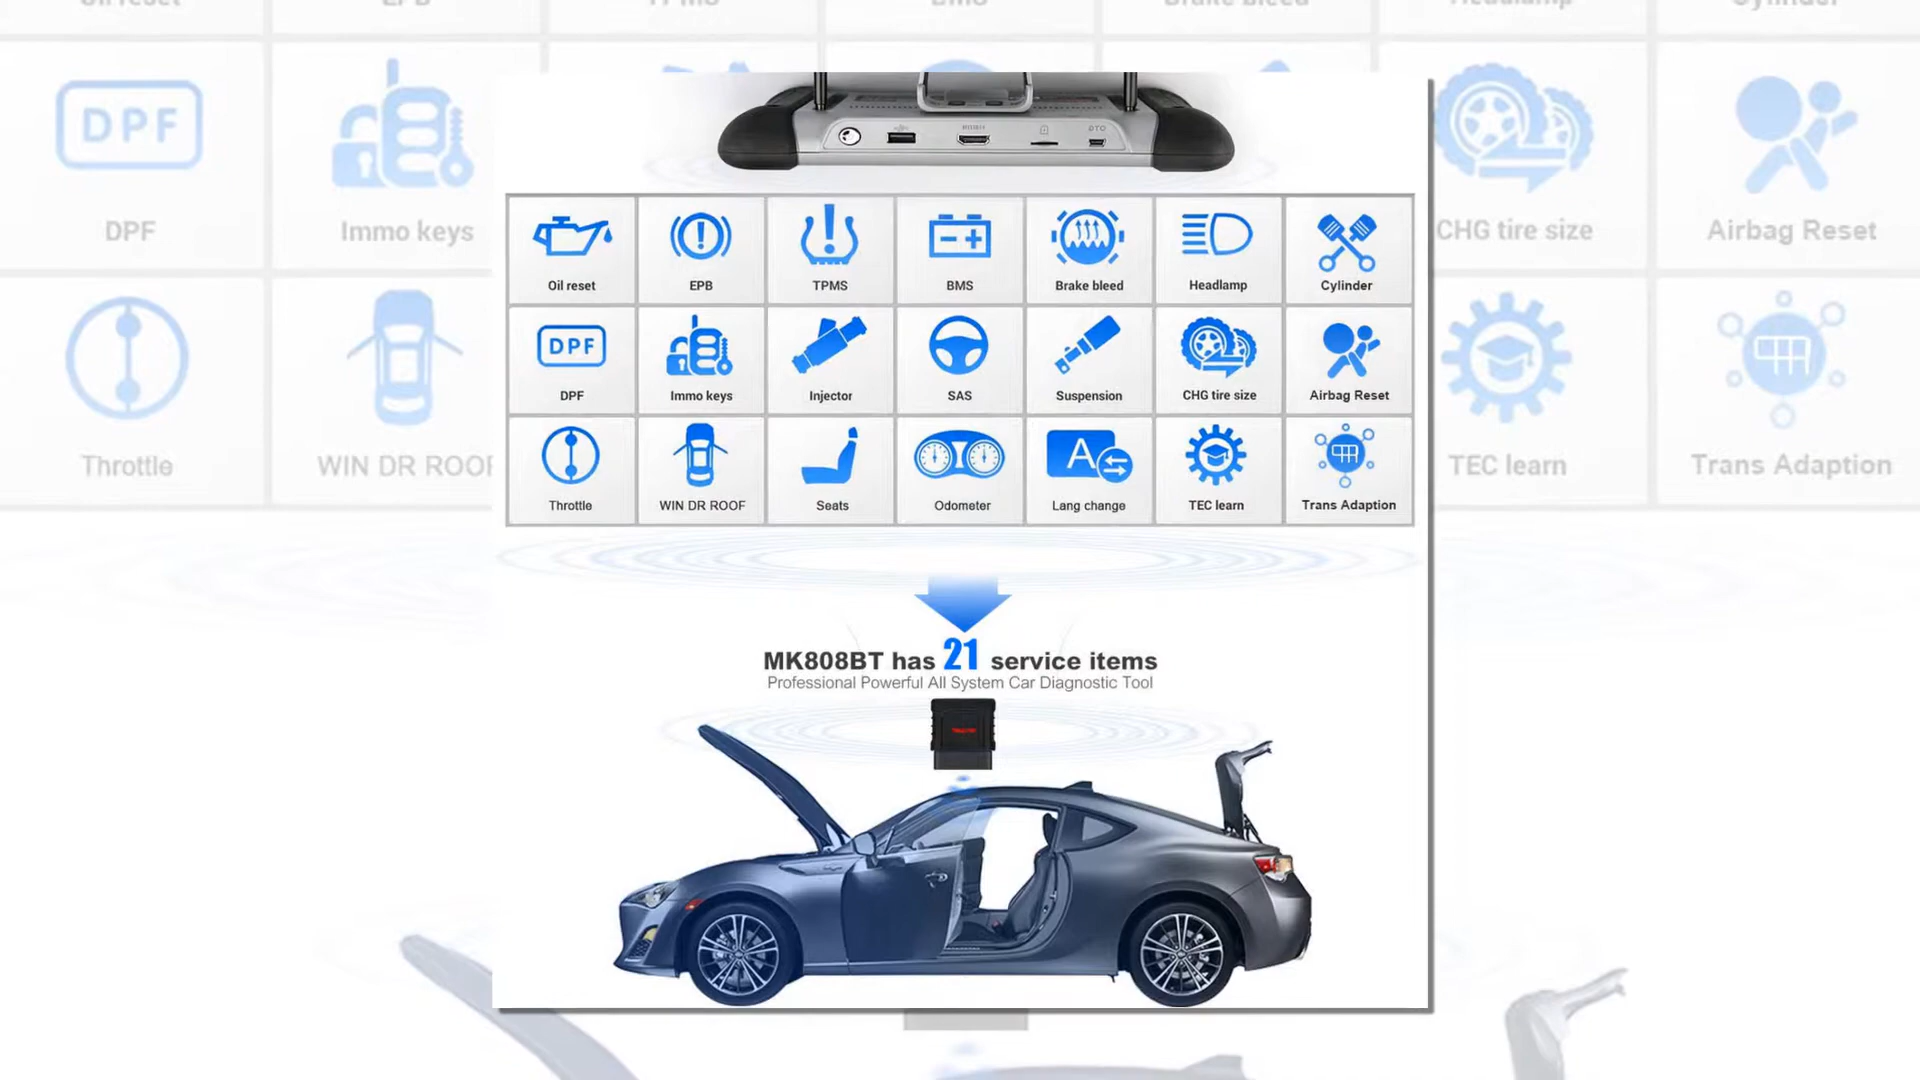 DTO
Oil reset EPB TPMS BMS Brake bleed Headlamp Cylinder
DPF
DPF Immo keys Injector SAS Suspension CHG tire size Airbag Reset
A
Throttle WIN DR ROOF Seats Odometer Lang change TEC learn Trans Adaption
MK808BT has 21 service items
Professional Powerful All System Car Diagnostic Tool
DPF
DPF Immo keys CHG tire size Airbag Reset
Throttle WIN DR ROOF TEC learn Trans Adaption